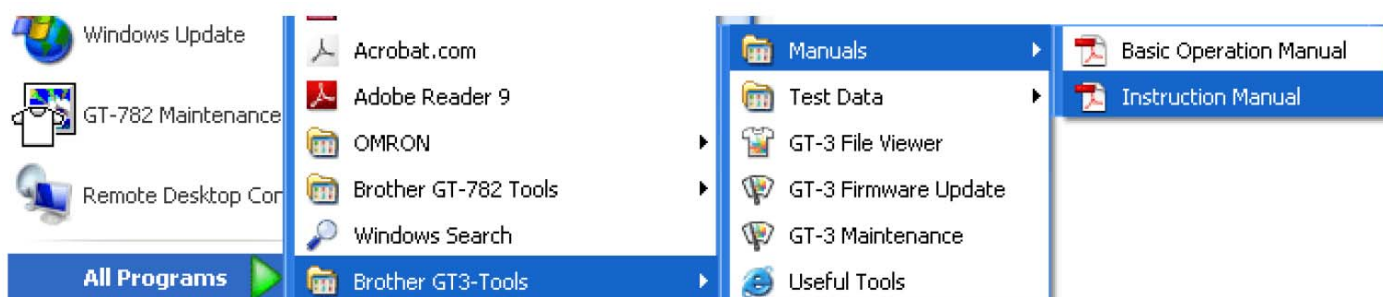 Windows Update
GT-782 Maintenance
Remote Desktop Con
All Programs
Acrobat.com
Adobe Reader 9
OMRON
Brother GT-782 Tools
Windows Search
Brother GT3-Tools
Manuals
Test Data
GT-3 File Viewer
GT-3 Firmware Update
GT-3 Maintenance
Useful Tools
Basic Operation Manual
Instruction Manual